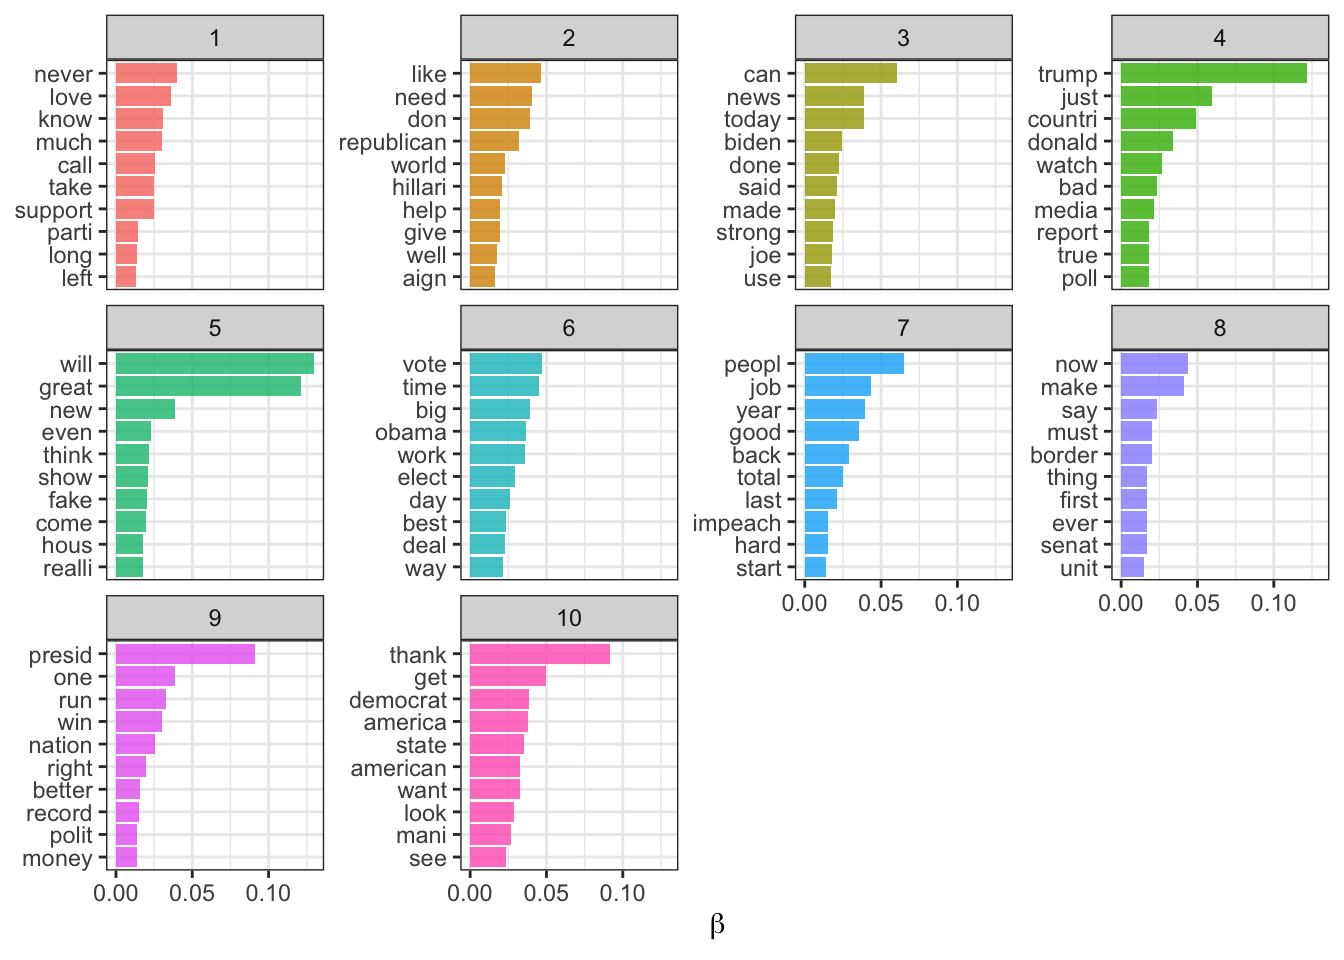 1
never
love
know
much
call
take
support
parti
long
left
2
like
need
don
republican
world
hillari
help
give
well
aign
3
can
news
today
biden
done
said
made
strong
joe
use
4
trump
just
countri
donald
watch
bad
media
report
true
poll
5
will
great
new
even
think
show
fake
come
hous
realli
6
vote
time
big
obama
work
elect
day
best
deal
way
7
peopl
job
year
good
back
total
last
impeach
hard
start
0.00 0.05 0.10
8
now
make
say
must
border
thing
first
ever
senat
unit
0.00 0.05 0.10
9
presid
one
run
win
nation
right
better
record
polit
money
0.00 0.05 0.10
10
thank
get
democrat
america
state
american
want
look
mani
see
0.00 0.05 0.10
β